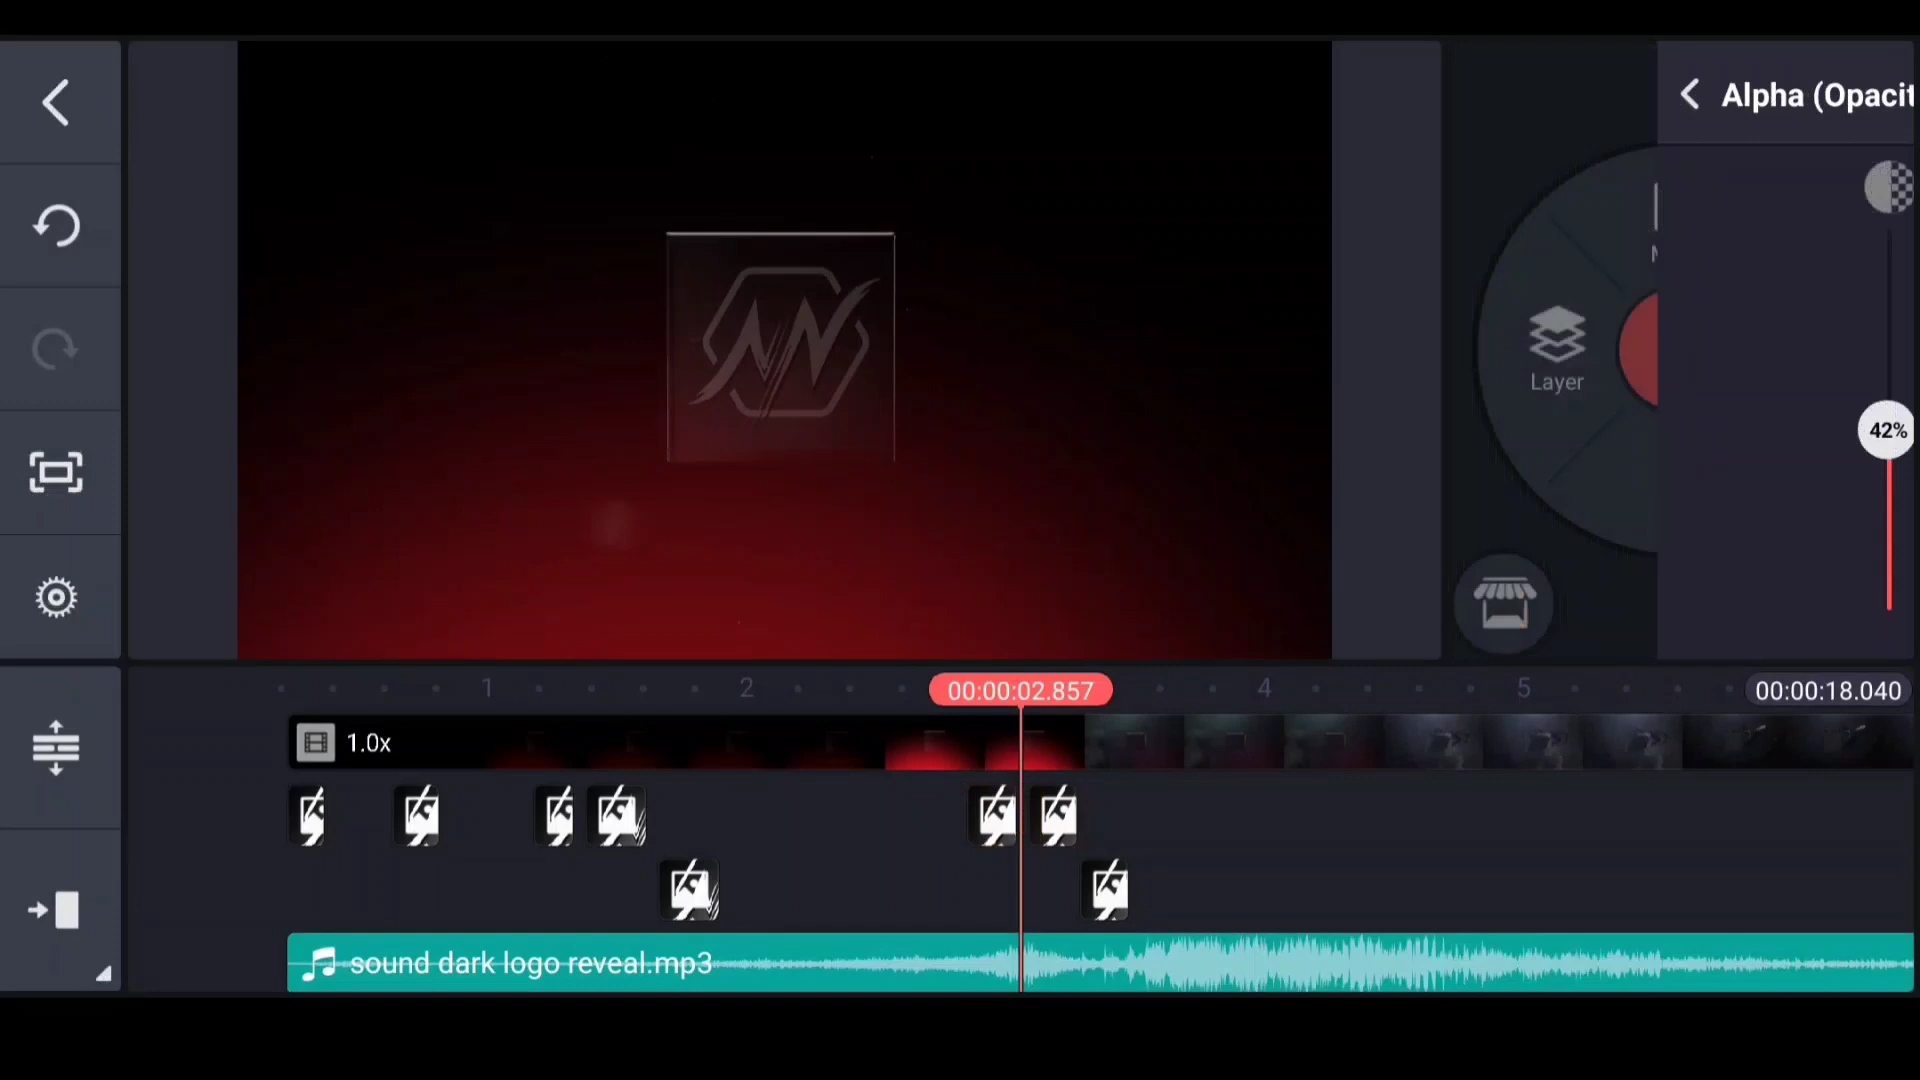 Alpha (Opacit
Layer
42%
1
2
00:00:02.857
4
5
00:00:18.040
1.0x
sound dark logo reveal.mp3